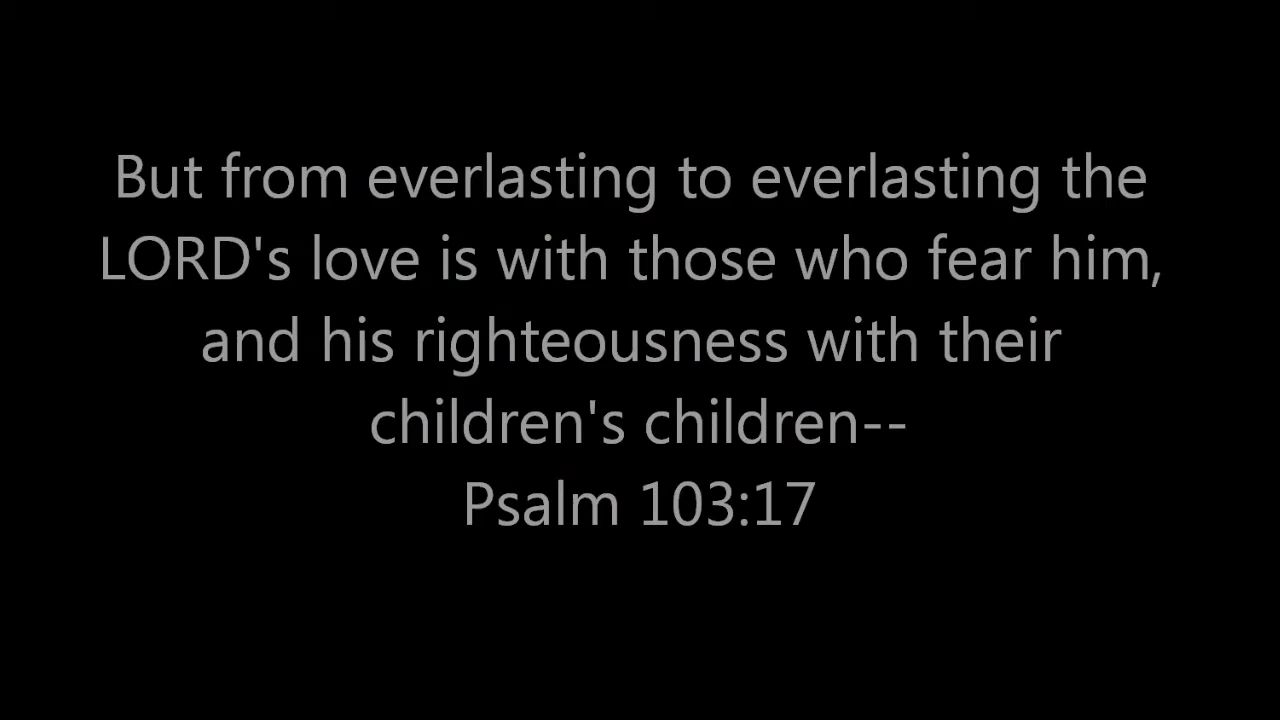 But from everlasting to everlasting the
LORD's love is with those who fear him,
and his righteousness with their
children's children--
Psalm 103:17